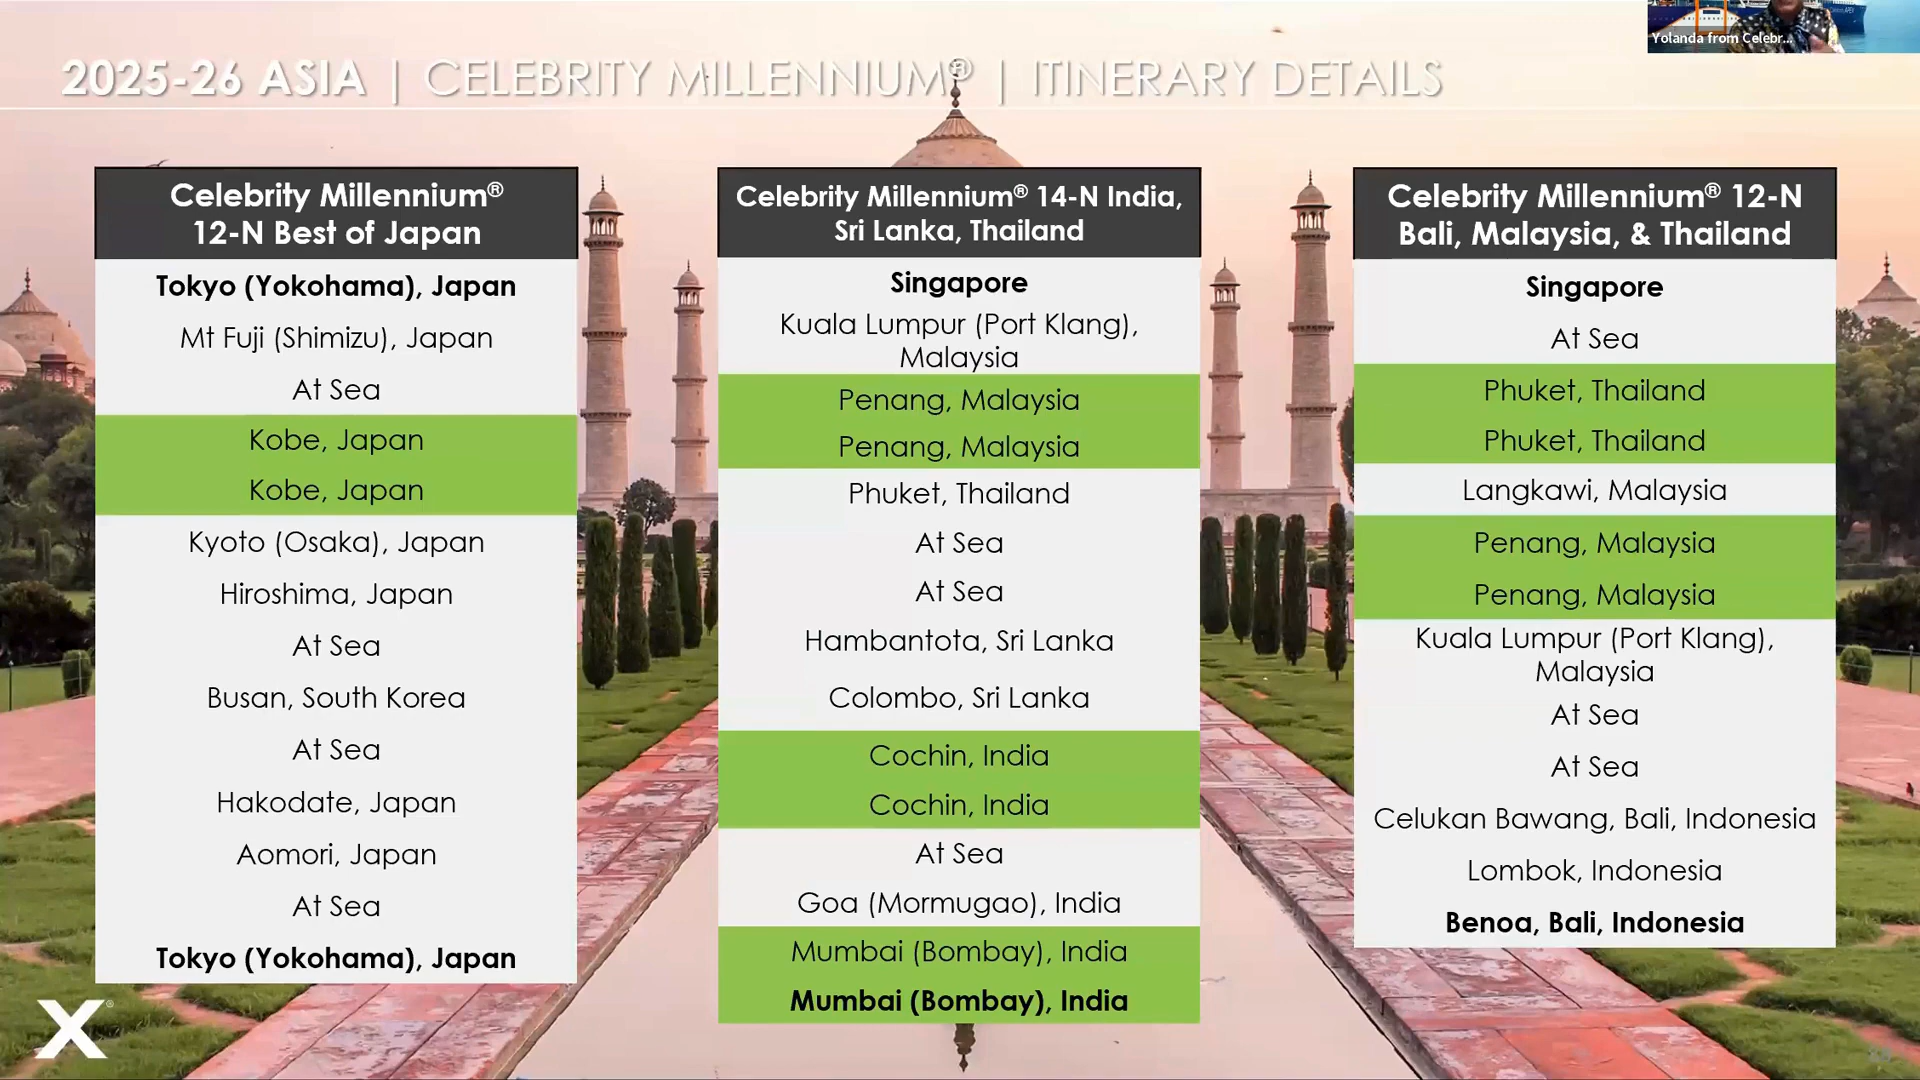 Yolanda from Celebr...
2025-26 ASIA | CELEBRITY MILLENNIUM® | ITINERARY DETAILS
Celebrity Millennium®
12-N Best of Japan
Tokyo (Yokohama), Japan
Mt Fuji (Shimizu), Japan
At Sea
Kobe, Japan
Kobe, Japan
Kyoto (Osaka), Japan
Hiroshima, Japan
At Sea
Busan, South Korea
At Sea
Hakodate, Japan
Aomori, Japan
At Sea
Tokyo (Yokohama), Japan
Celebrity Millennium® 14-N India,
Sri Lanka, Thailand
Singapore
Kuala Lumpur (Port Klang),
Malaysia
Penang, Malaysia
Penang, Malaysia
Phuket, Thailand
At Sea
At Sea
Hambantota, Sri Lanka
Colombo, Sri Lanka
Cochin, India
Cochin, India
At Sea
Goa (Mormugao), India
Mumbai (Bombay), India
Mumbai (Bombay), India
Celebrity Millennium® 12-N
Bali, Malaysia, & Thailand
Singapore
At Sea
Phuket, Thailand
Phuket, Thailand
Langkawi, Malaysia
Penang, Malaysia
Penang, Malaysia
Kuala Lumpur (Port Klang),
Malaysia
At Sea
At Sea
Celukan Bawang, Bali, Indonesia
Lombok, Indonesia
Benoa, Bali, Indonesia
X®